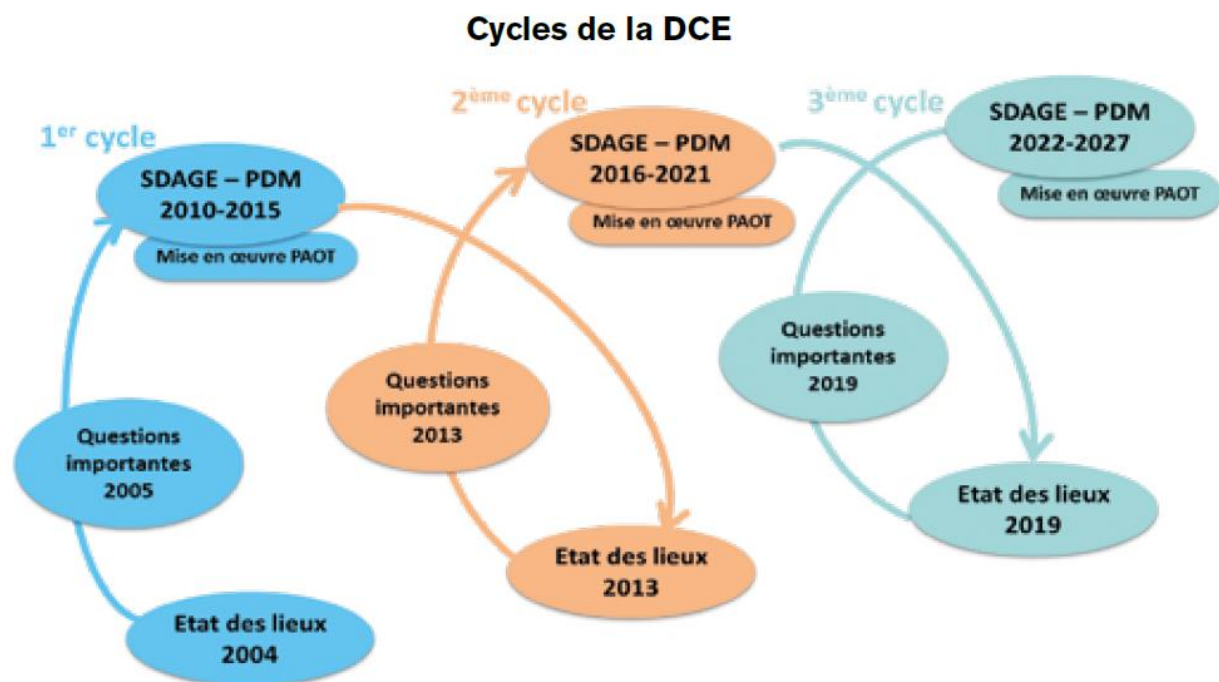 Cycles de la DCE
1er cycle
SDAGE – PDM
2010-2015
Mise en œuvre PAOT
Questions
importantes
2005
Etat des lieux
2004
2ème cycle
SDAGE – PDM
2016-2021
Mise en œuvre PAOT
Questions
importantes
2013
Etat des lieux
2013
3ème cycle
SDAGE – PDM
2022-2027
Mise en œuvre PAOT
Questions
importantes
2019
Etat des lieux
2019